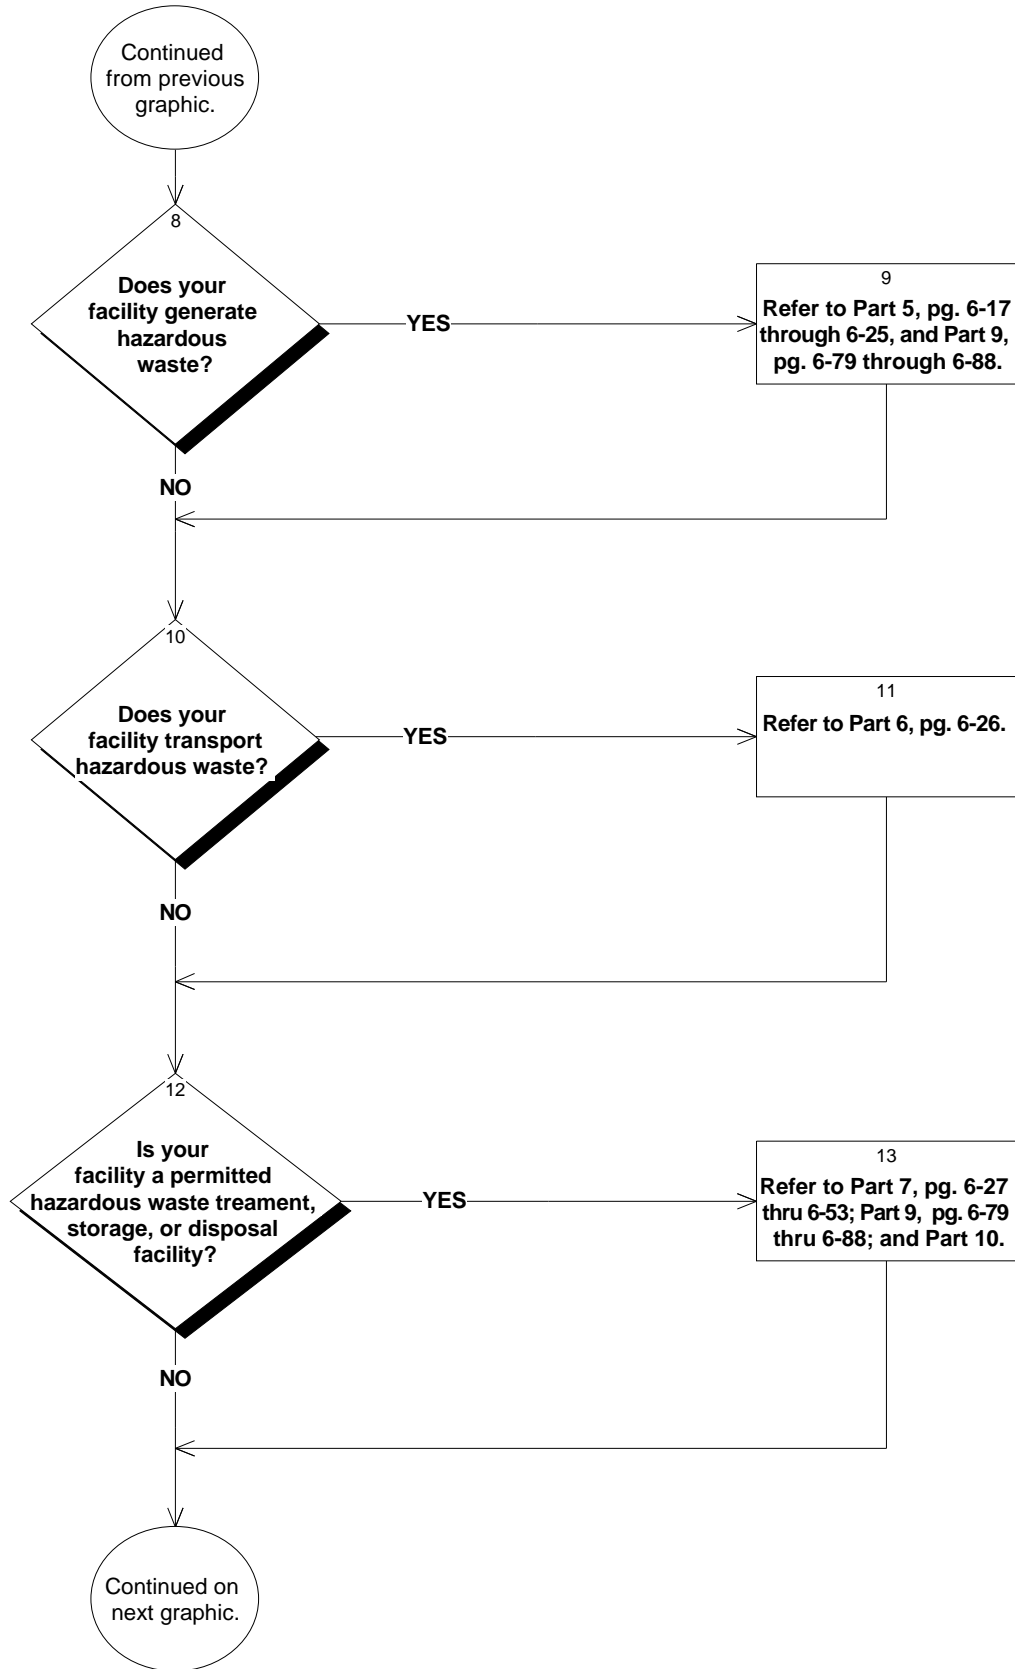 Continued
from previous
graphic.
8
Does your
facility generate
hazardous
waste?
YES
9
Refer to Part 5, pg. 6-17
through 6-25, and Part 9,
pg. 6-79 through 6-88.
NO
10
Does your
facility transport
hazardous waste?
YES
11
Refer to Part 6, pg. 6-26.
NO
12
Is your
facility a permitted
hazardous waste treament,
storage, or disposal
facility?
YES
13
Refer to Part 7, pg. 6-27
thru 6-53; Part 9, pg. 6-79
thru 6-88; and Part 10.
NO
Continued on
next graphic.